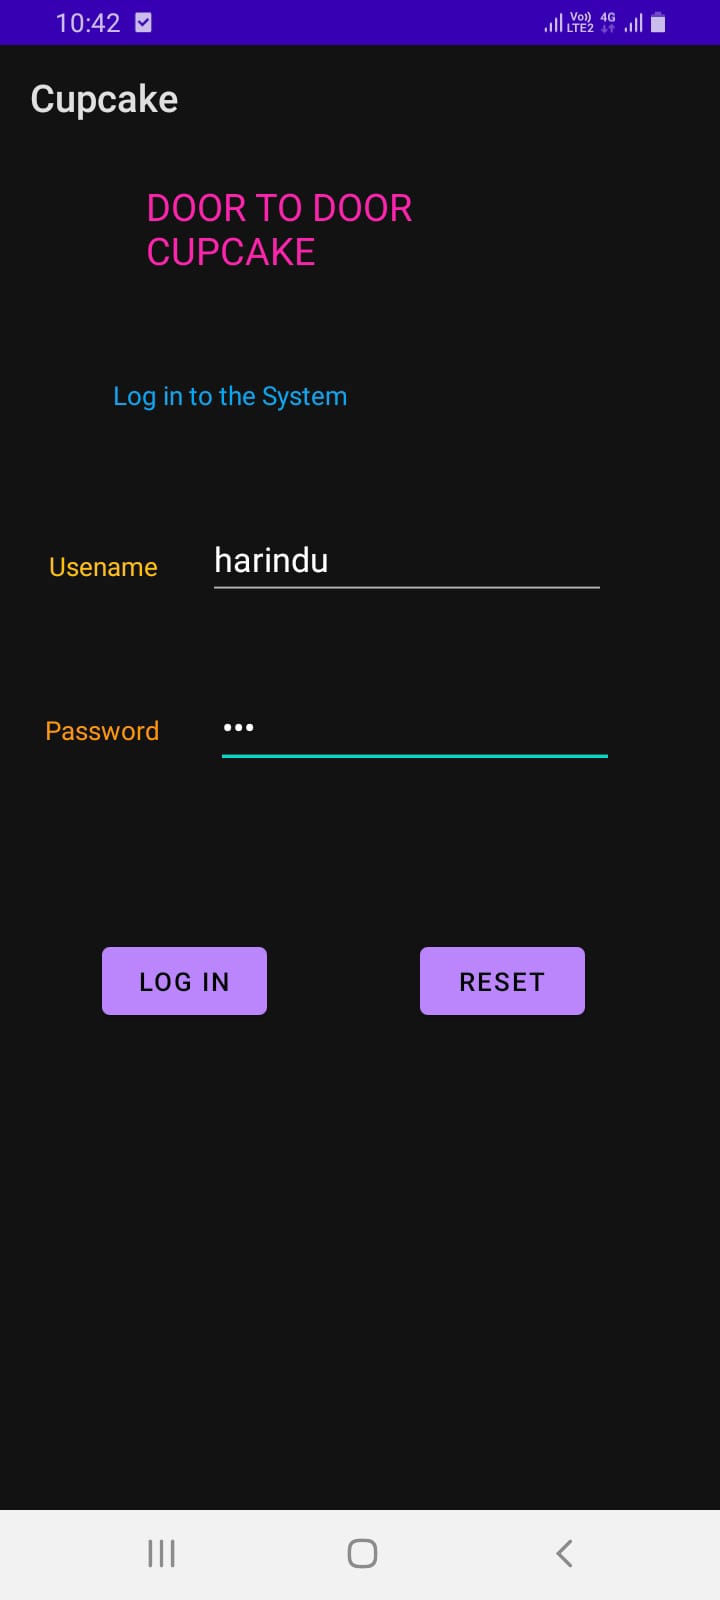 10:42
Vo)) 4G
LTE2
Cupcake
DOOR TO DOOR
CUPCAKE
Log in to the System
Usename harindu
Password •••
LOG IN RESET